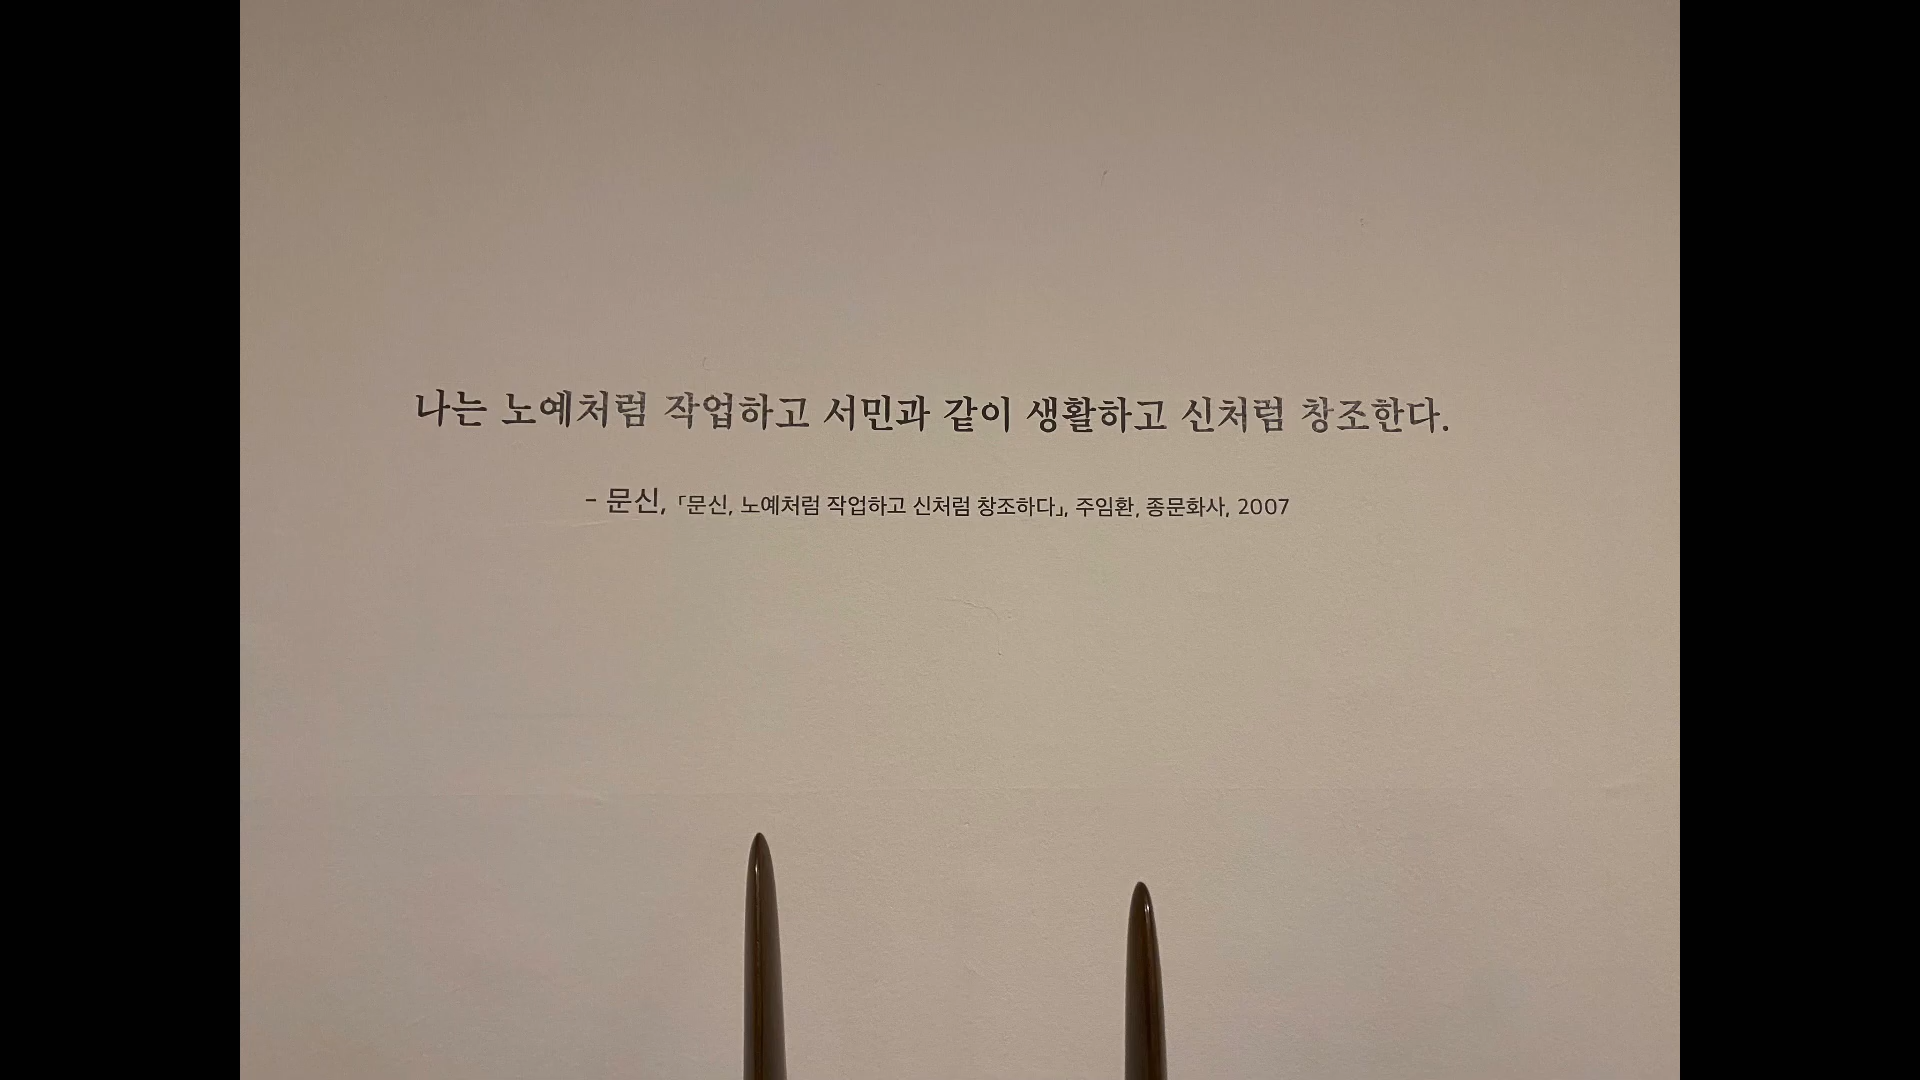 나는 노예처럼 작업하고 서민과 같이 생활하고 신처럼 창조한다.
- 문신, 「문신, 노예처럼 작업하고 신처럼 창조하다」, 주임환, 종문화사, 2007